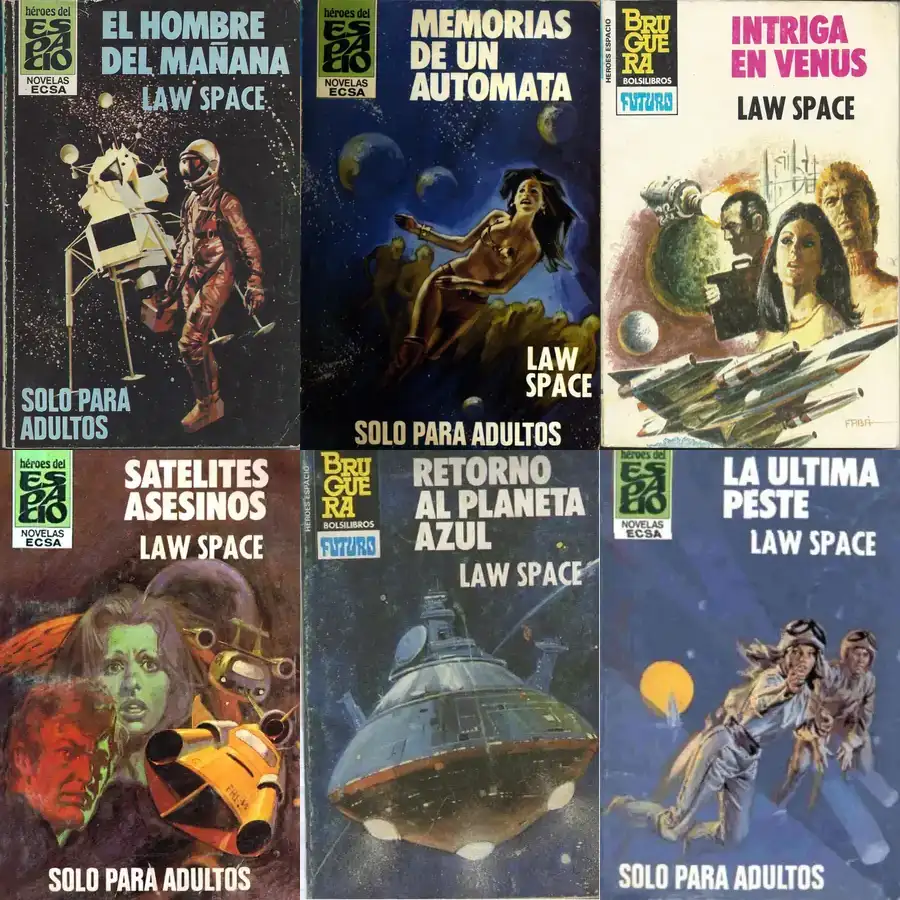 héroes del
ESPACIO
NOVELAS
ECSA
EL HOMBRE
DEL MAÑANA
LAW SPACE
SOLO PARA
ADULTOS
héroes del
ESPACIO
NOVELAS
ECSA
MEMORIAS
DE UN
AUTOMATA
LAW
SPACE
SOLO PARA ADULTOS
HEROES ESPACIO
BRUGUERA
BOLSILIBROS
FUTURO
INTRIGA
EN VENUS
LAW SPACE
FABÁ
héroes del
ESPACIO
NOVELAS
ECSA
SATELITES
ASESINOS
LAW SPACE
SOLO PARA ADULTOS
HEROES ESPACIO
BRUGUERA
BOLSILIBROS
FUTURO
RETORNO
AL PLANETA
AZUL
LAW SPACE
héroes del
ESPACIO
NOVELAS
ECSA
LA ULTIMA
PESTE
LAW SPACE
SOLO PARA ADULTOS